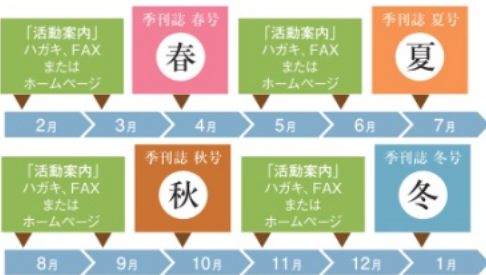 「活動案内」
ハガキ、FAX
または
ホームページ
季刊誌 春号
春
「活動案内」
ハガキ、FAX
または
ホームページ
季刊誌 夏号
夏
2月 3月 4月 5月 6月 7月
「活動案内」
ハガキ、FAX
または
ホームページ
季刊誌 秋号
秋
「活動案内」
ハガキ、FAX
または
ホームページ
季刊誌 冬号
冬
8月 9月 10月 11月 12月 1月